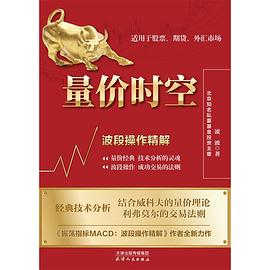 适用于股票、期货、外汇市场
量价时空
波段操作精解
◂◂ 量价经典 技术分析的灵魂
◂◂ 波段操作 成功交易的法则
北京知名私募基金投资主管
凌波◎著
经典技术分析
结合威科夫的量价理论
利弗莫尔的交易法则
《振荡指标MACD：波段操作精解》作者全新力作
天津出版传媒集团
天津人民出版社